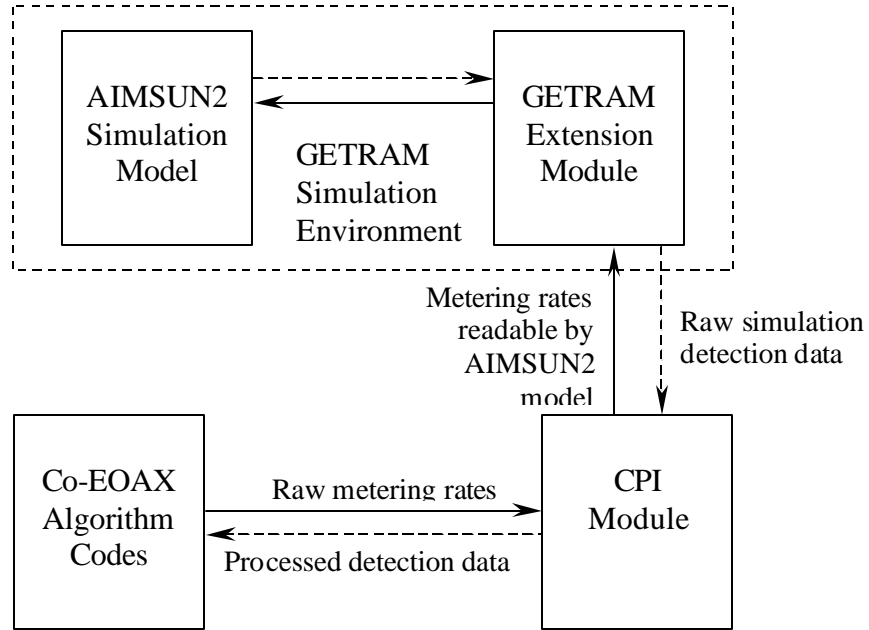 AIMSUN2
Simulation
Model
GETRAM
Extension
Module
GETRAM
Simulation
Environment
Metering rates
readable by
AIMSUN2
model
Raw simulation
detection data
Co-EOAX
Algorithm
Codes
Raw metering rates
Processed detection data
CPI
Module